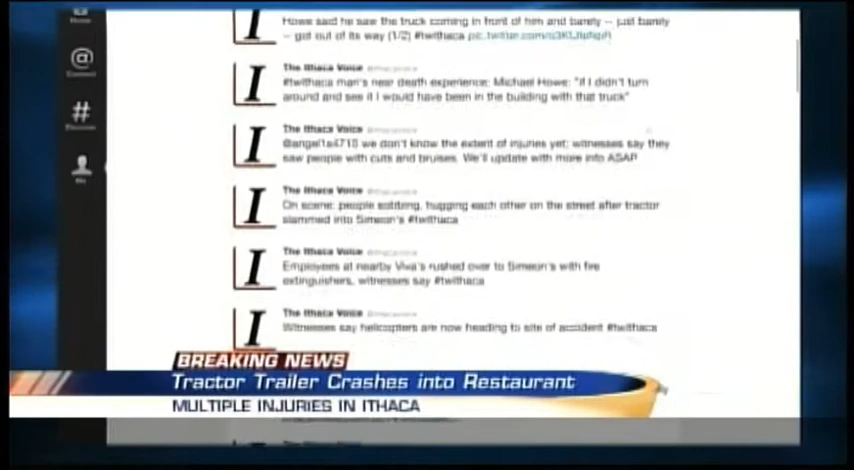 Howe said he saw the truck coming in front of him and barely -- just barely
-- got out of its way (1/2) #twithaca
The Ithaca Voice
#twithaca man's near death experience: Michael Howe: "If I didn't turn
around and see it I would have been in the building with that truck"
The Ithaca Voice
we don't know the extent of injuries yet; witnesses say they
saw people with cuts and bruises. We'll update with more info ASAP
The Ithaca Voice
On scene: people sobbing, hugging each other on the street after tractor
slammed into Simeon's #twithaca
The Ithaca Voice
Employees at nearby Viva's rushed over to Simeon's with fire
extinguishers, witnesses say #twithaca
The Ithaca Voice
Witnesses say helicopters are now heading to site of accident #twithaca
BREAKING NEWS
Tractor Trailer Crashes into Restaurant
MULTIPLE INJURIES IN ITHACA